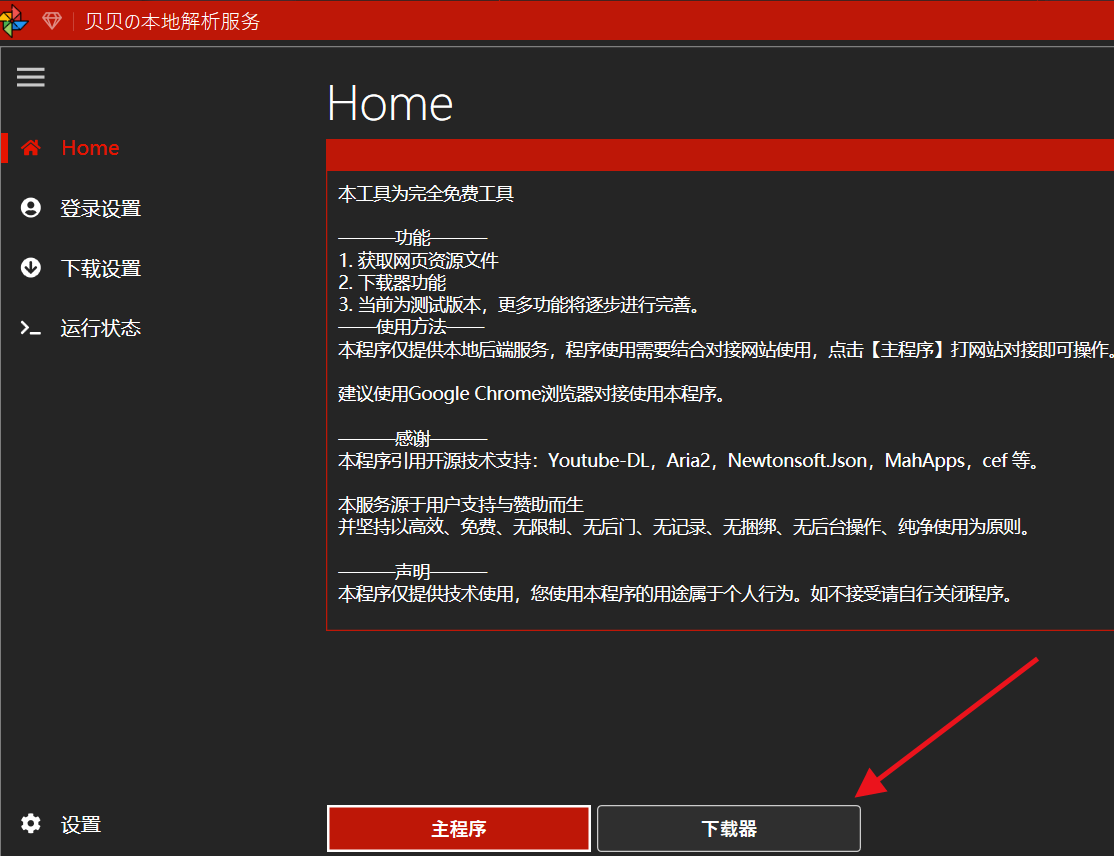 贝贝の本地解析服务
Home
Home
登录设置
下载设置
运行状态
本工具为完全免费工具
———功能———
1. 获取网页资源文件
2. 下载器功能
3. 当前为测试版本，更多功能将逐步进行完善。
——使用方法——
本程序仅提供本地后端服务，程序使用需要结合对接网站使用，点击【主程序】打网站对接即可操作。
建议使用Google Chrome浏览器对接使用本程序。
———感谢———
本程序引用开源技术支持：Youtube-DL，Aria2，Newtonsoft.Json，MahApps，cef 等。
本服务源于用户支持与赞助而生
并坚持以高效、免费、无限制、无后门、无记录、无捆绑、无后台操作、纯净使用为原则。
———声明———
本程序仅提供技术使用，您使用本程序的用途属于个人行为。如不接受请自行关闭程序。
设置
主程序
下载器